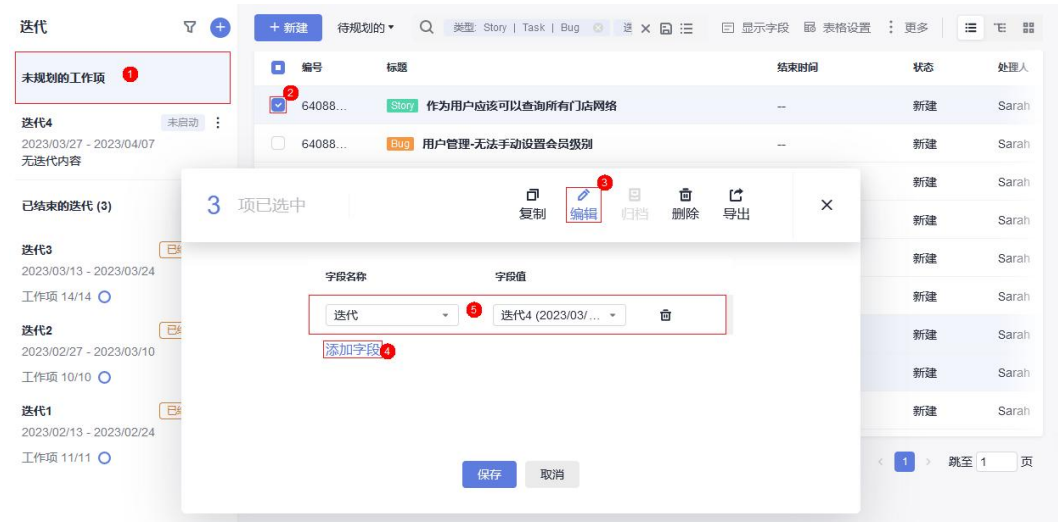 迭代
未规划的工作项 1
迭代4 未启动
2023/03/27 - 2023/04/07
无迭代内容
已结束的迭代 (3)
迭代3
2023/03/13 - 2023/03/24
工作项 14/14
迭代2
2023/02/27 - 2023/03/10
工作项 10/10
迭代1
2023/02/13 - 2023/02/24
工作项 11/11
+ 新建 待规划的 类型: Story | Task | Bug 显示字段 表格设置 更多
编号 标题 结束时间 状态 处理人
2
64088... Story 作为用户应该可以查询所有门店网络 -- 新建 Sarah
64088... Bug 用户管理-无法手动设置会员级别 -- 新建 Sarah
新建 Sarah
新建 Sarah
新建 Sarah
新建 Sarah
新建 Sarah
新建 Sarah
新建 Sarah
1 跳至 1 页
3 项已选中
3
复制 编辑 归档 删除 导出
字段名称 字段值
迭代 5 迭代4 (2023/03/...
添加字段 4
保存 取消